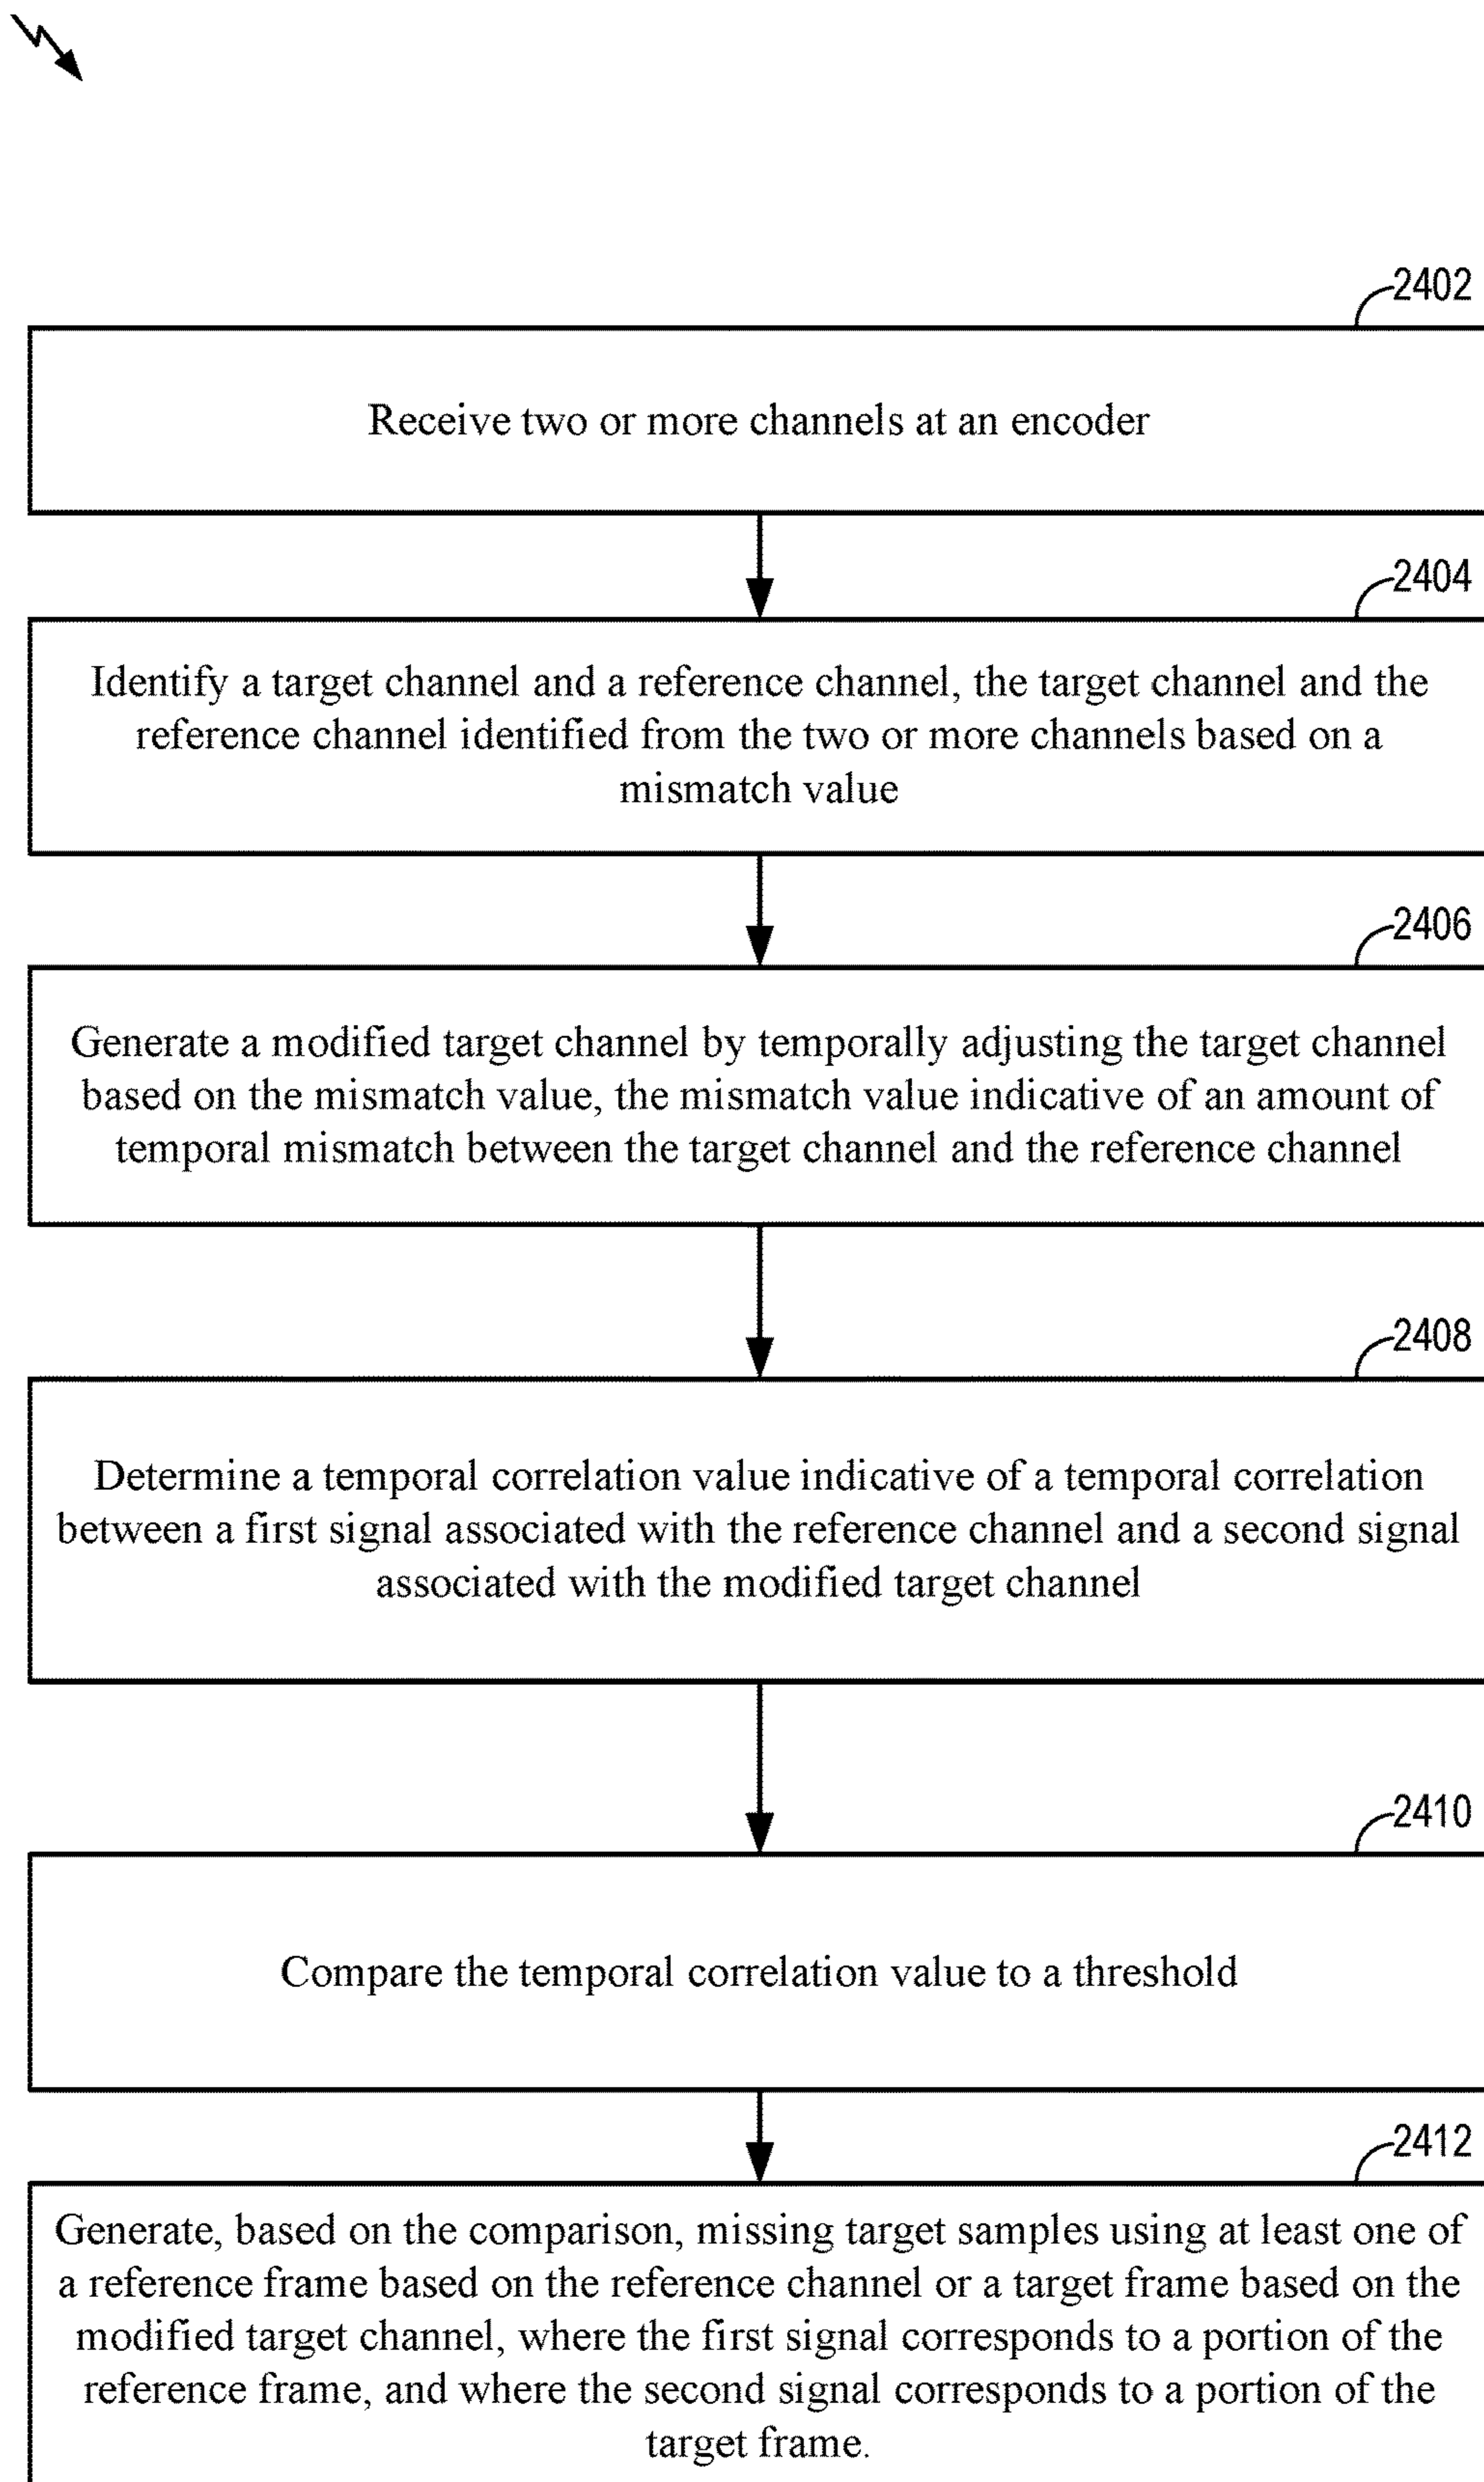 2402
Receive two or more channels at an encoder
2404
Identify a target channel and a reference channel, the target channel and the
reference channel identified from the two or more channels based on a
mismatch value
2406
Generate a modified target channel by temporally adjusting the target channel
based on the mismatch value, the mismatch value indicative of an amount of
temporal mismatch between the target channel and the reference channel
2408
Determine a temporal correlation value indicative of a temporal correlation
between a first signal associated with the reference channel and a second signal
associated with the modified target channel
2410
Compare the temporal correlation value to a threshold
2412
Generate, based on the comparison, missing target samples using at least one of
a reference frame based on the reference channel or a target frame based on the
modified target channel, where the first signal corresponds to a portion of the
reference frame, and where the second signal corresponds to a portion of the
target frame.